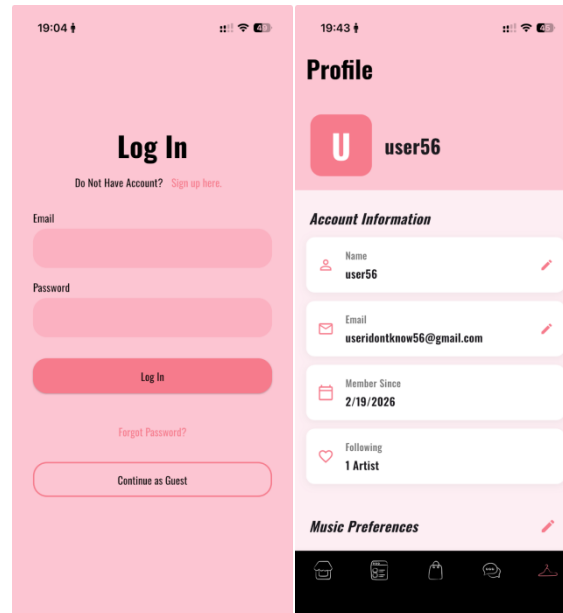 19:04
49
Log In
Do Not Have Account? Sign up here.
Email
Password
Log In
Forgot Password?
Continue as Guest
19:43
Profile
U
user56
Account Information
Name
user56
Email
useridontknow56@gmail.com
Member Since
2/19/2026
Following
1 Artist
Music Preferences